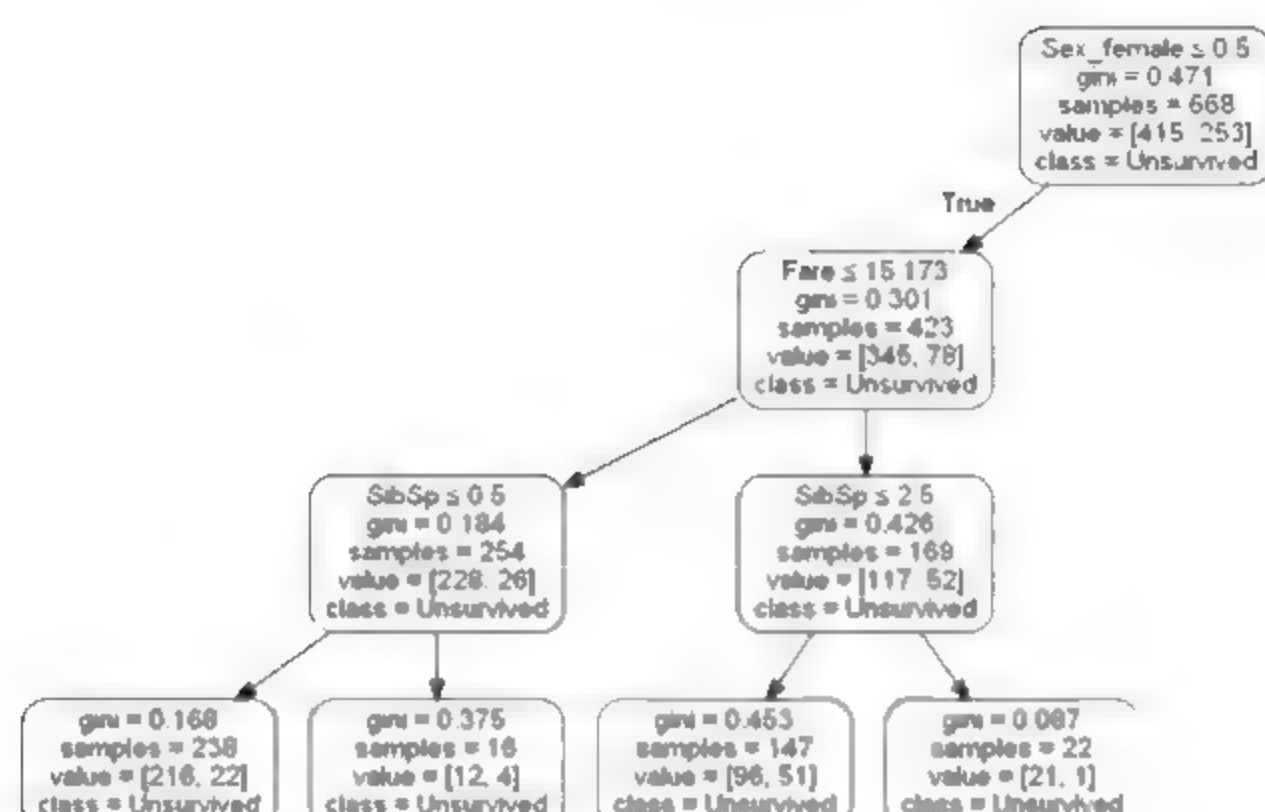 Sex_female ≤ 0.5
gini = 0.471
samples = 668
value = [415, 253]
class = Unsurvived
True
Fare ≤ 15.173
gini = 0.301
samples = 423
value = [345, 78]
class = Unsurvived
SibSp ≤ 0.5
gini = 0.184
samples = 254
value = [228, 26]
class = Unsurvived
SibSp ≤ 2.5
gini = 0.426
samples = 169
value = [117, 52]
class = Unsurvived
gini = 0.168
samples = 238
value = [216, 22]
class = Unsurvived
gini = 0.375
samples = 16
value = [12, 4]
class = Unsurvived
gini = 0.453
samples = 147
value = [96, 51]
class = Unsurvived
gini = 0.087
samples = 22
value = [21, 1]
class = Unsurvived